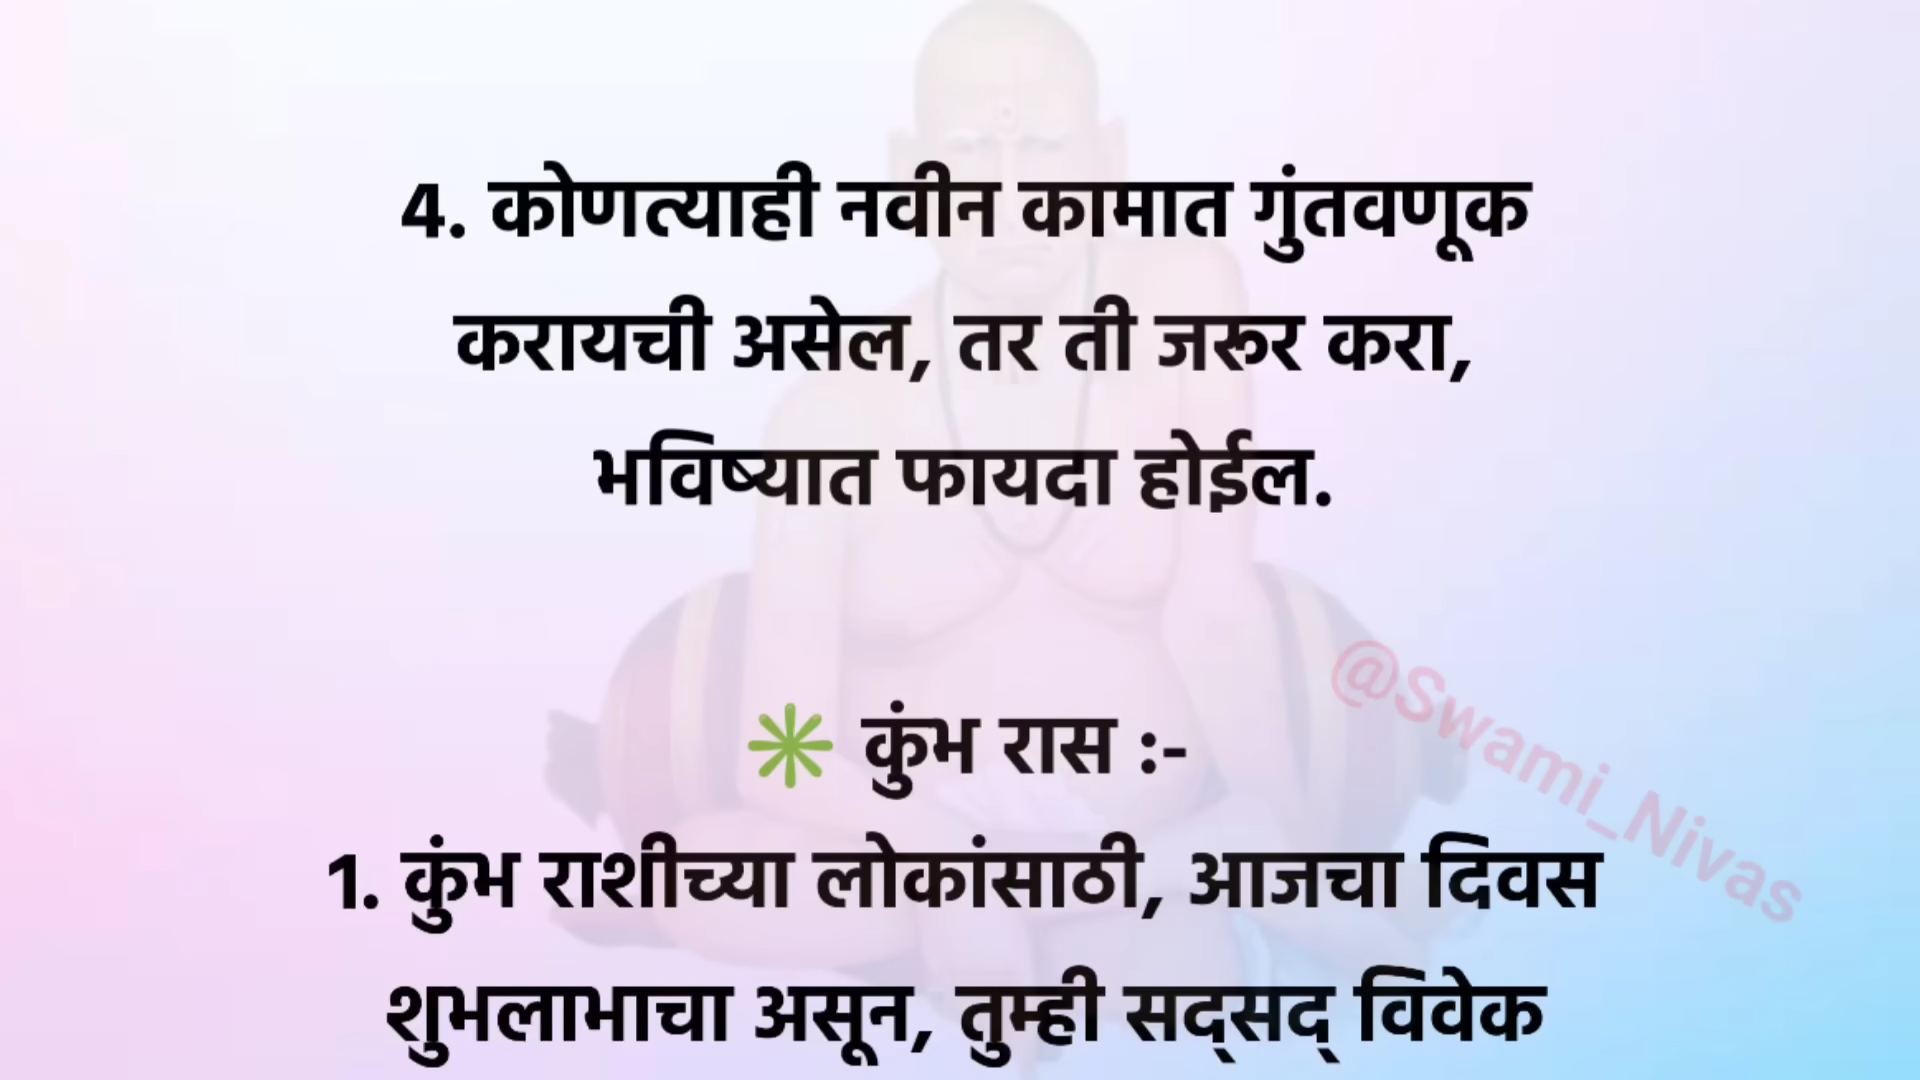 4. कोणत्याही नवीन कामात गुंतवणूक
करायची असेल, तर ती जरूर करा,
भविष्यात फायदा होईल.
✳ कुंभ रास :-
@Swami_Nivas
1. कुंभ राशीच्या लोकांसाठी, आजचा दिवस
शुभलाभाचा असून, तुम्ही सद्सद् विवेक